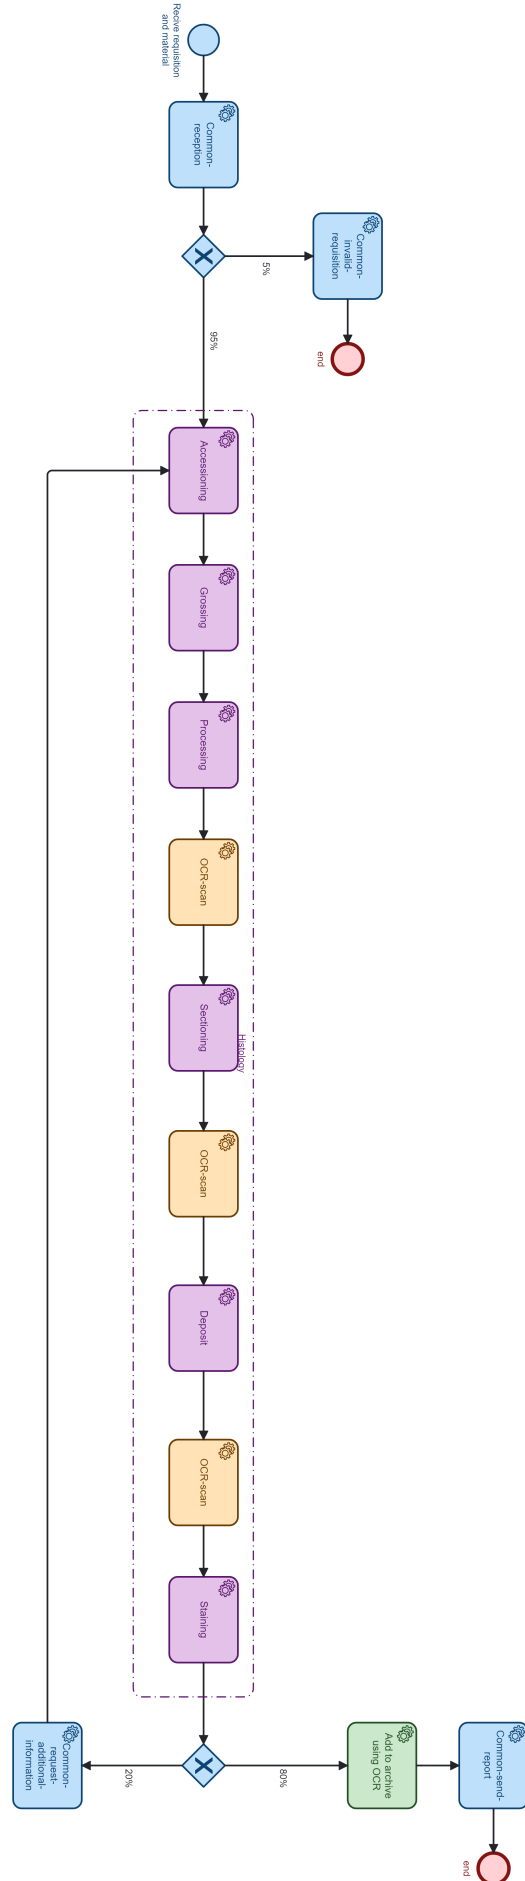 Recive requisition
and material
Common-
reception
5%
Common-
invalid-
requisition
end
95%
Accessioning
Grossing
Processing
OCR-scan
Sectioning
Histology
OCR-scan
Deposit
OCR-scan
Staining
80%
Add to archive
using OCR
Common-send-
report
end
20%
Common-
request-
additional-
information